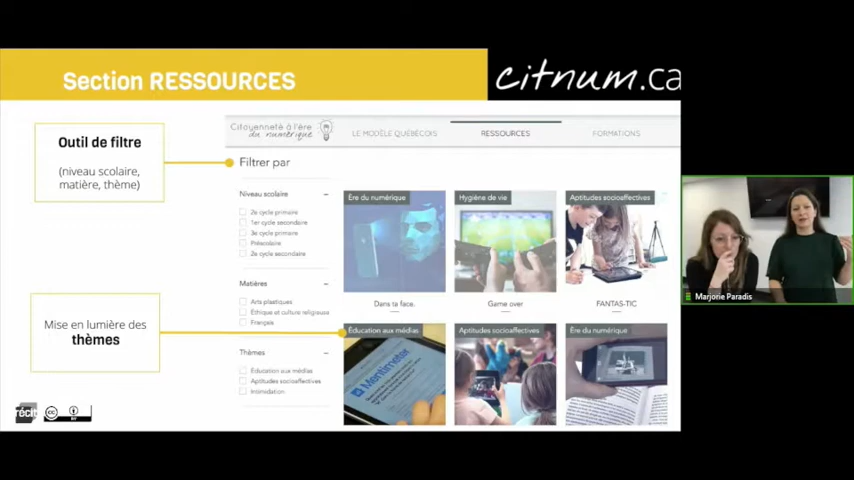 Section RESSOURCES
citnum.ca
Outil de filtre
(niveau scolaire,
matière, thème)
Citoyenneté à l'ère
du numérique
LE MODÈLE QUÉBÉCOIS
RESSOURCES
FORMATIONS
Filtrer par
Niveau scolaire
2e cycle primaire
1er cycle secondaire
3e cycle primaire
Préscolaire
2e cycle secondaire
Matières
Arts plastiques
Éthique et culture religieuse
Français
Thèmes
Éducation aux médias
Aptitudes socioaffectives
Intimidation
Ère du numérique
Hygiène de vie
Aptitudes socioaffectives
Dans ta face.
Game over
FANTAS-TIC
Éducation aux médias
Aptitudes socioaffectives
Ère du numérique
Mentimeter
Mise en lumière des
thèmes
récit
cc
BY
Marjorie Paradis